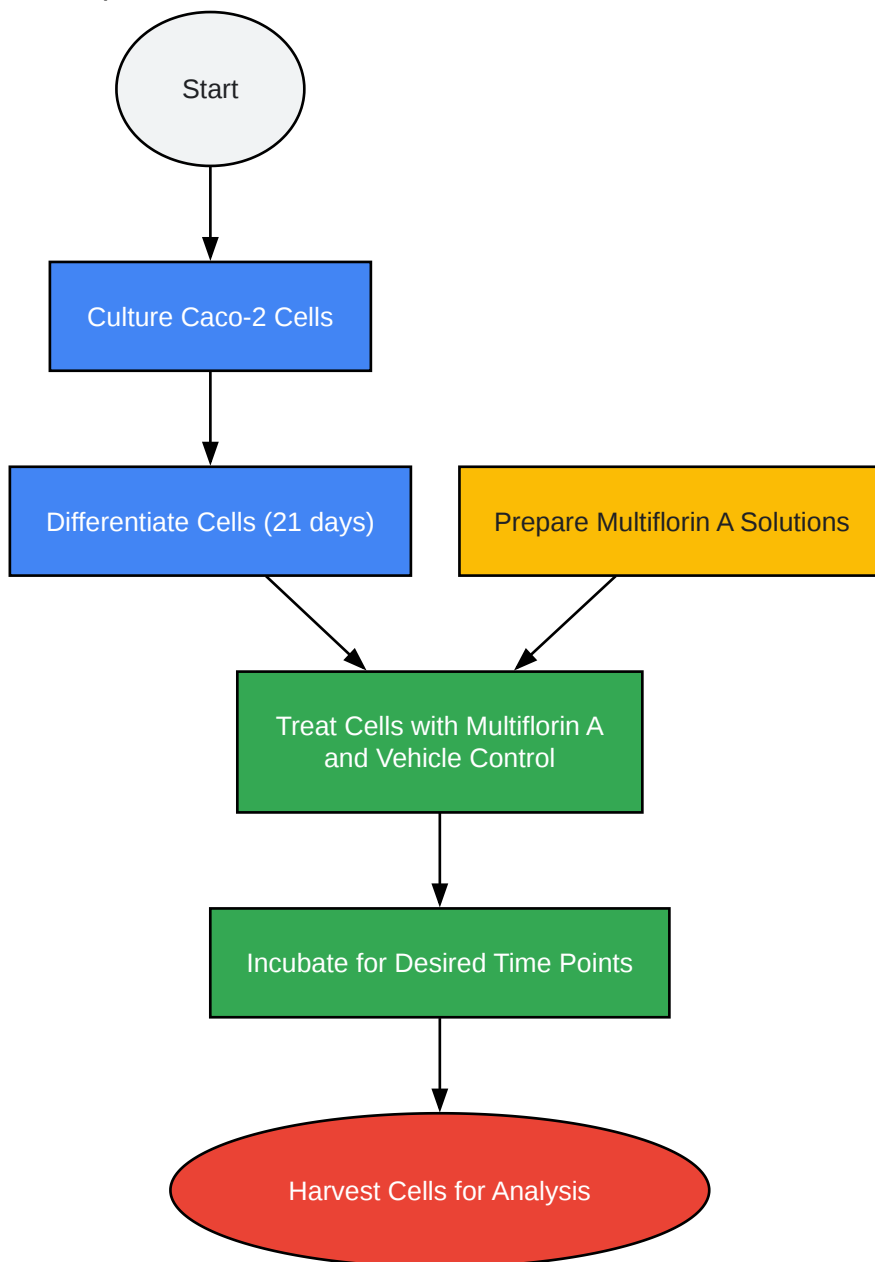 Start
Culture Caco-2 Cells
Differentiate Cells (21 days)
Prepare Multiflorin A Solutions
Treat Cells with Multiflorin A
and Vehicle Control
Incubate for Desired Time Points
Harvest Cells for Analysis